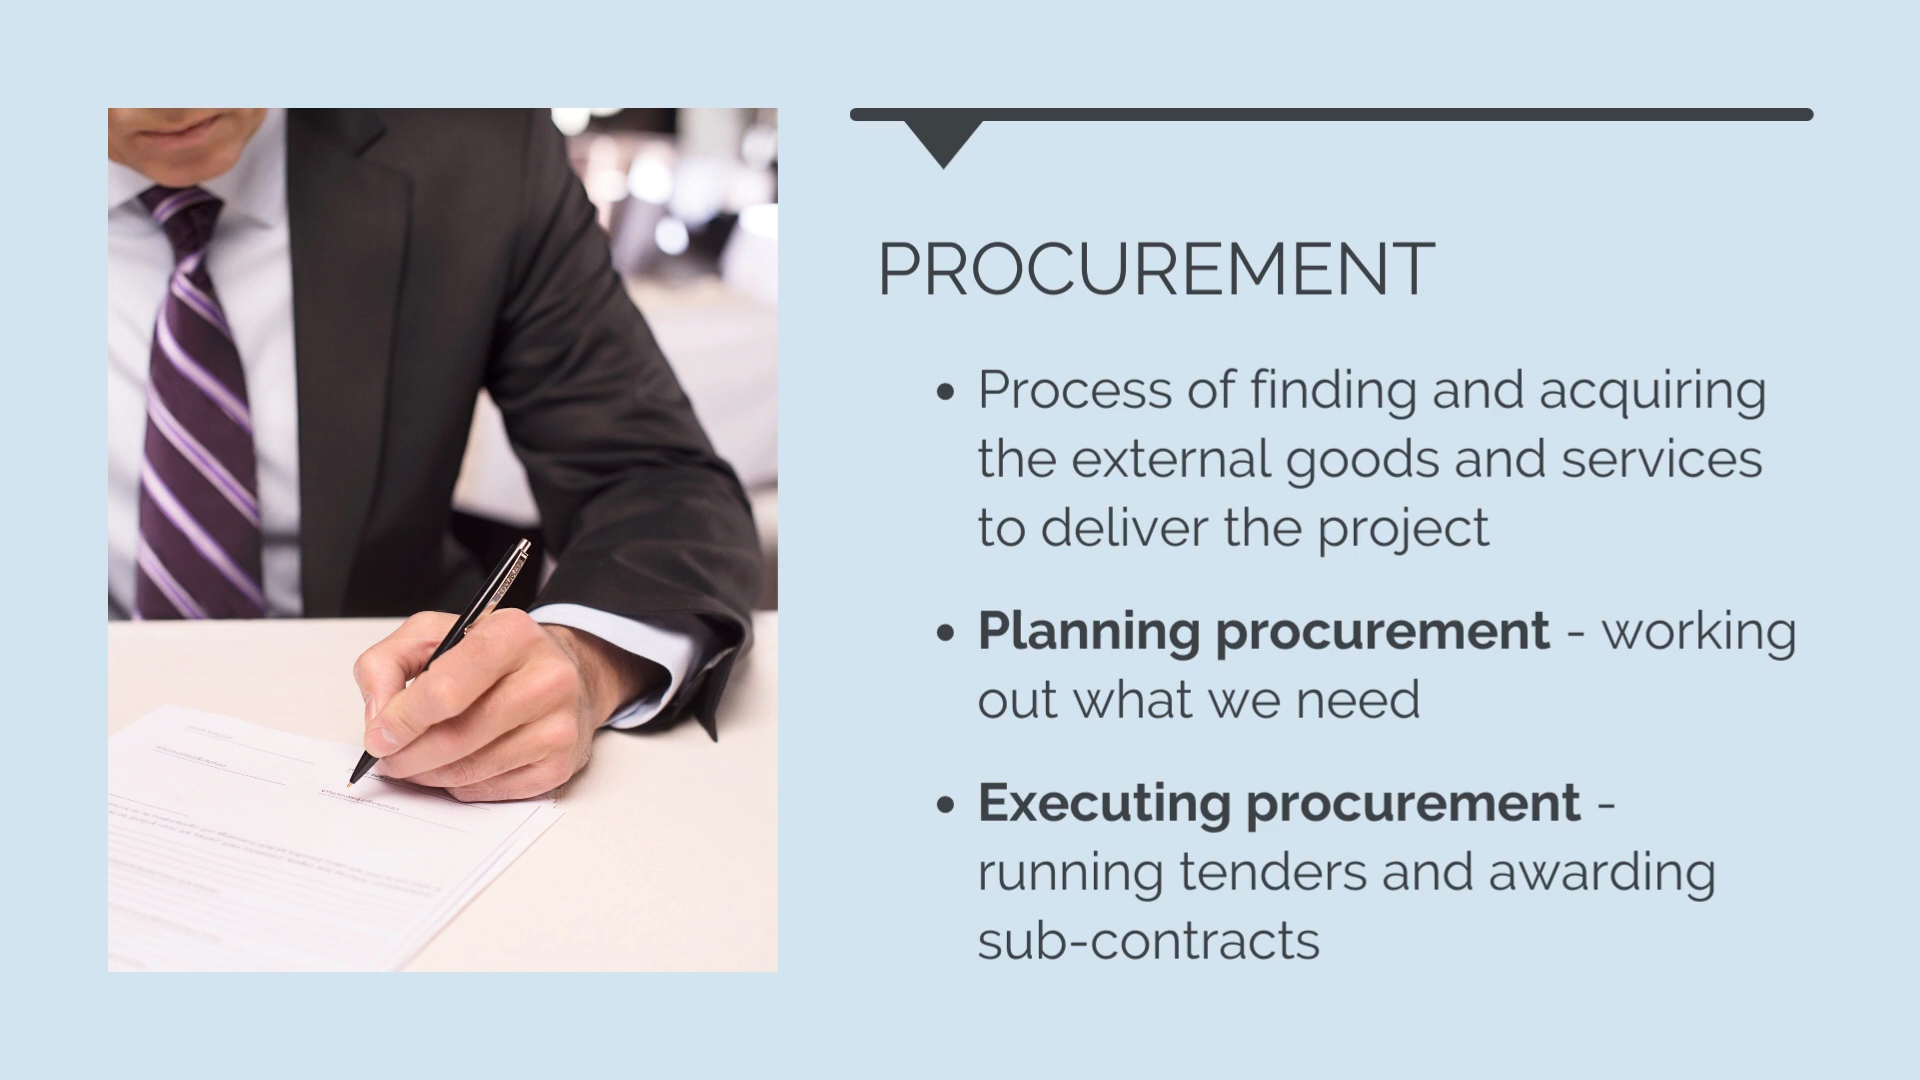 PROCUREMENT
• Process of finding and acquiring
the external goods and services
to deliver the project
• Planning procurement - working
out what we need
• Executing procurement -
running tenders and awarding
sub-contracts